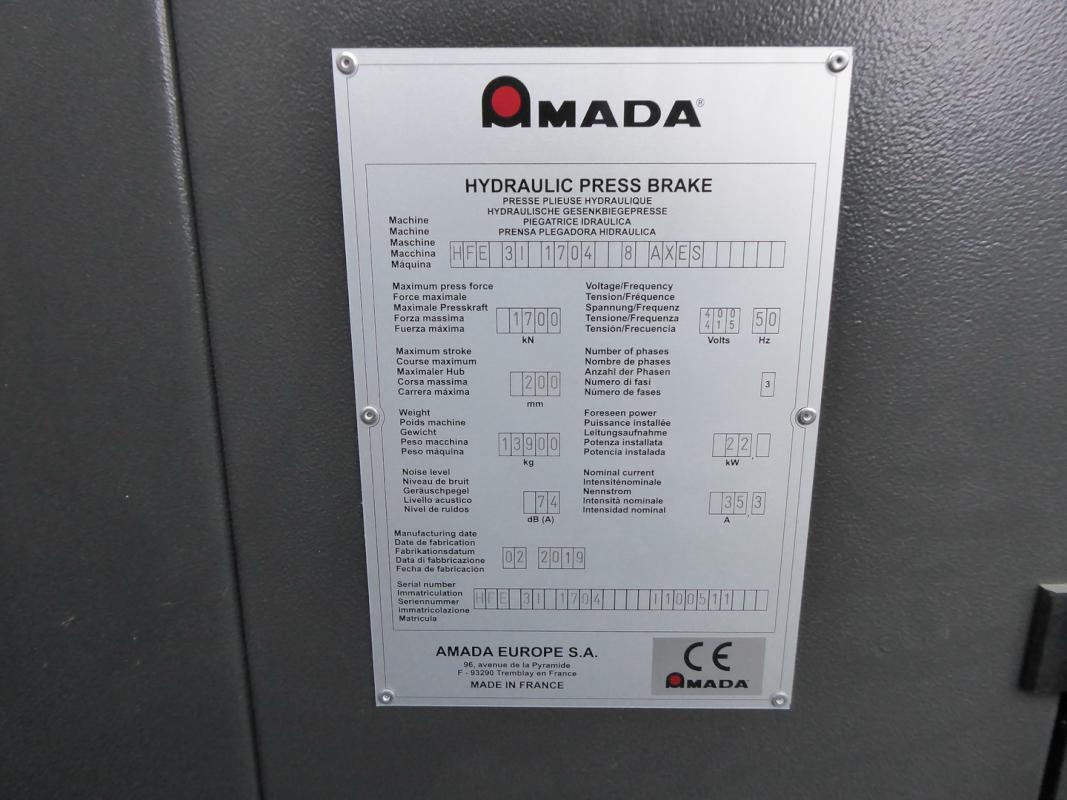 AMADA®
HYDRAULIC PRESS BRAKE
PRESSE PLIEUSE HYDRAULIQUE
HYDRAULISCHE GESENKBIEGEPRESSE
PIEGATRICE IDRAULICA
PRENSA PLEGADORA HIDRAULICA
Machine
Machine
Maschine
Macchina
Máquina
HFE 3I 1704 8 AXES
Maximum press force
Force maximale
Maximale Presskraft
Forza massima
Fuerza máxima
1700
kN
Voltage/Frequency
Tension/Fréquence
Spannung/Frequenz
Tensione/Frequenza
Tensión/Frecuencia
400
415
Volts
50
Hz
Maximum stroke
Course maximum
Maximaler Hub
Corsa massima
Carrera máxima
200
mm
Number of phases
Nombre de phases
Anzahl der Phasen
Numero di fasi
Número de fases
3
Weight
Poids machine
Gewicht
Peso macchina
Peso máquina
13900
kg
Foreseen power
Puissance installée
Leitungsaufnahme
Potenza installata
Potencia instalada
22,
kW
Noise level
Niveau de bruit
Geräuschpegel
Livello acustico
Nivel de ruidos
74
dB (A)
Nominal current
Intensiténominale
Nennstrom
Intensità nominale
Intensidad nominal
35,3
A
Manufacturing date
Date de fabrication
Fabrikationsdatum
Data di fabbricazione
Fecha de fabricación
02 2019
Serial number
Immatriculation
Seriennummer
immatricolazione
Matricula
HFE 3I 1704 I100511
AMADA EUROPE S.A.
96, avenue de la Pyramide
F - 93290 Tremblay en France
MADE IN FRANCE
CE
AMADA